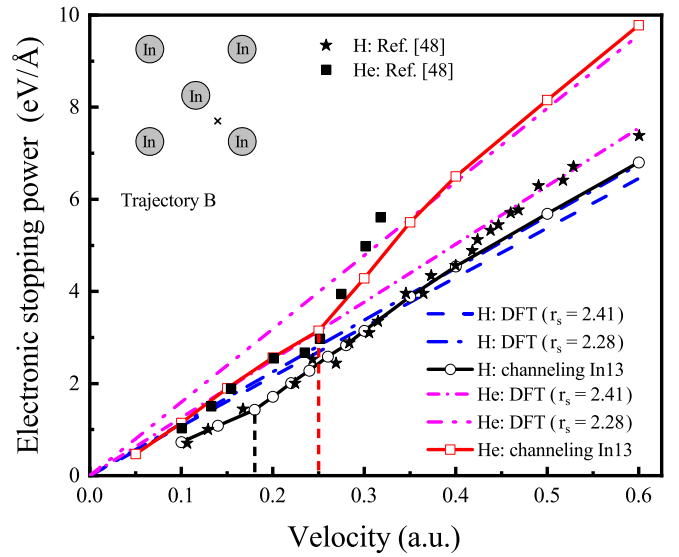 10
8
6
4
2
0
Electronic stopping power (eV/Å)
In
In
In
In
In
×
Trajectory B
H: Ref. [48]
He: Ref. [48]
H: DFT ( rs = 2.41)
H: DFT ( rs = 2.28)
H: channeling In13
He: DFT ( rs = 2.41)
He: DFT ( rs = 2.28)
He: channeling In13
0.0 0.1 0.2 0.3 0.4 0.5 0.6
Velocity (a.u.)